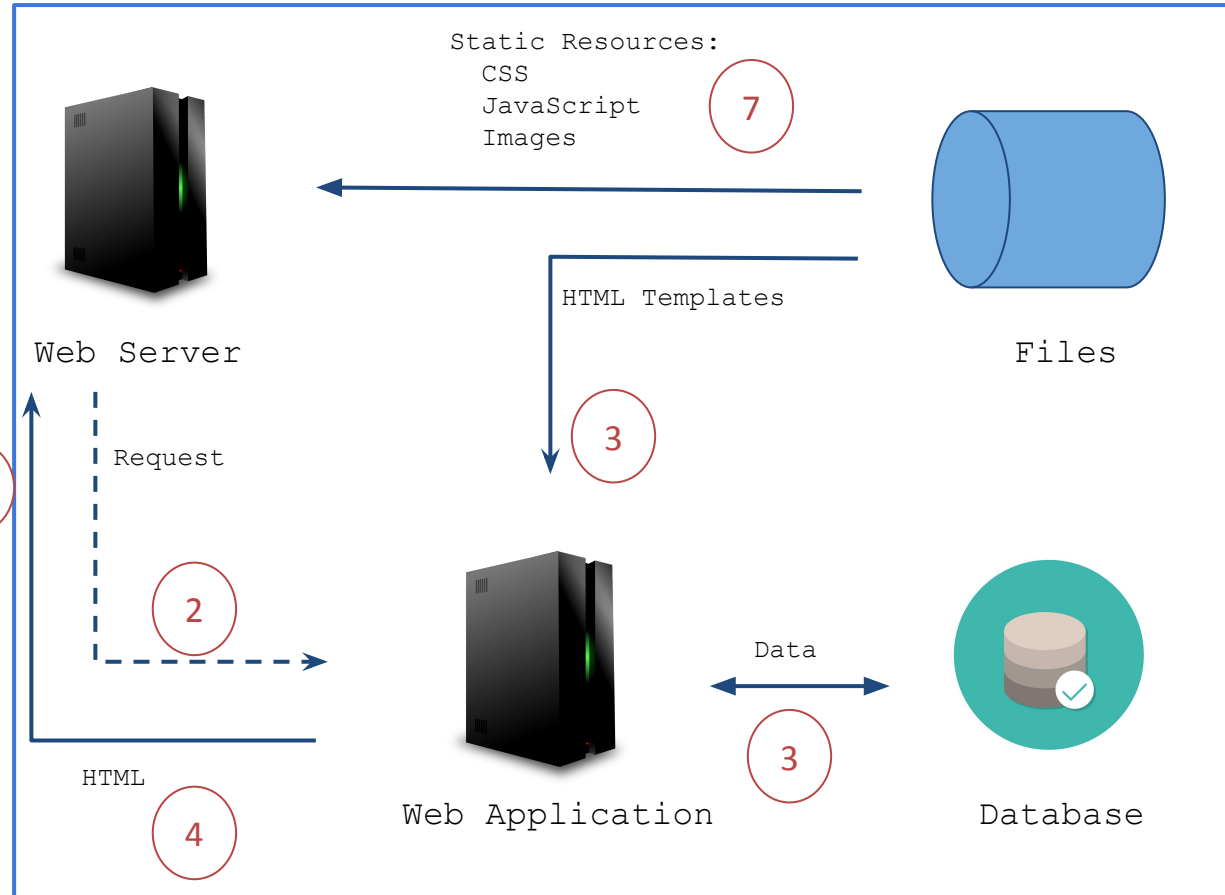 Static Resources:
CSS
JavaScript
Images
7
HTML Templates
Web Server
Files
Request
3
2
Data
3
HTML
4
Web Application
Database